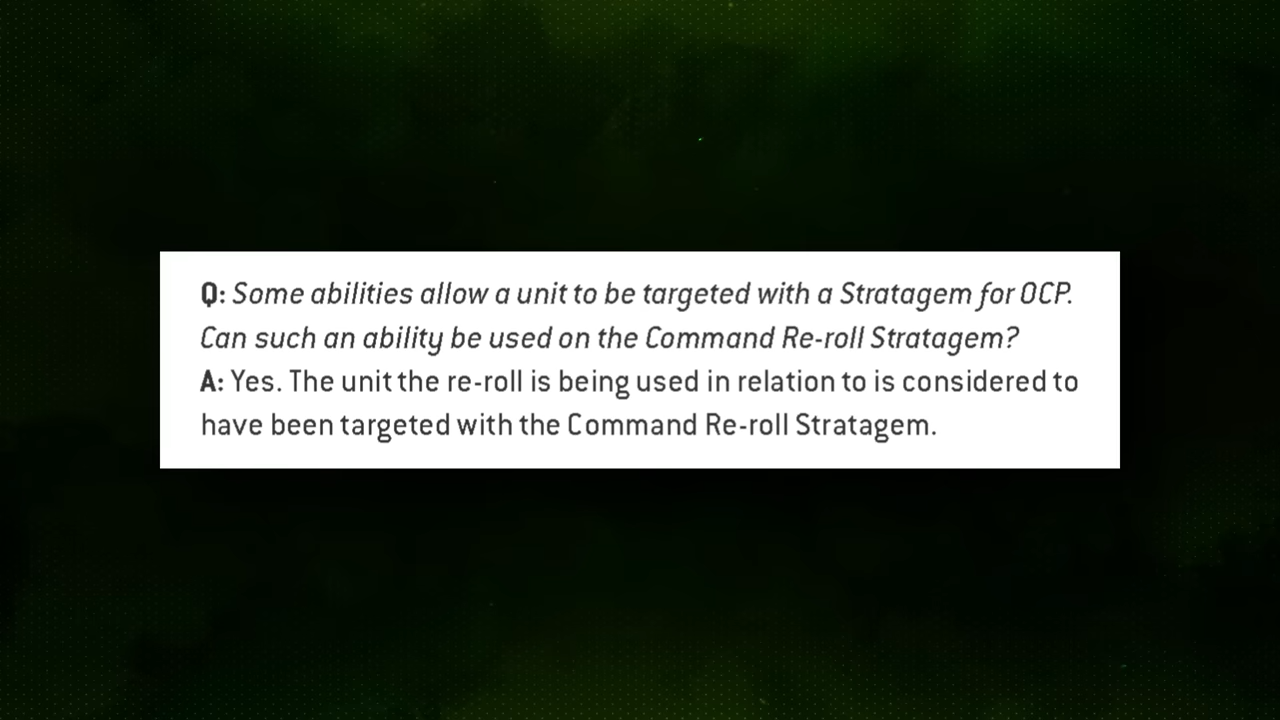 Q: Some abilities allow a unit to be targeted with a Stratagem for 0CP.
Can such an ability be used on the Command Re-roll Stratagem?
A: Yes. The unit the re-roll is being used in relation to is considered to
have been targeted with the Command Re-roll Stratagem.